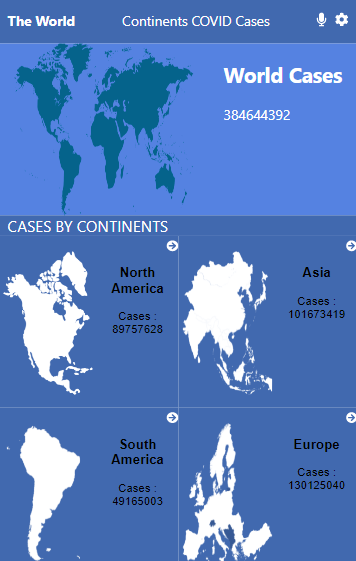 The World
Continents COVID Cases
World Cases
384644392
CASES BY CONTINENTS
North
America
Cases :
89757628
Asia
Cases :
101673419
South
America
Cases :
49165003
Europe
Cases :
130125040